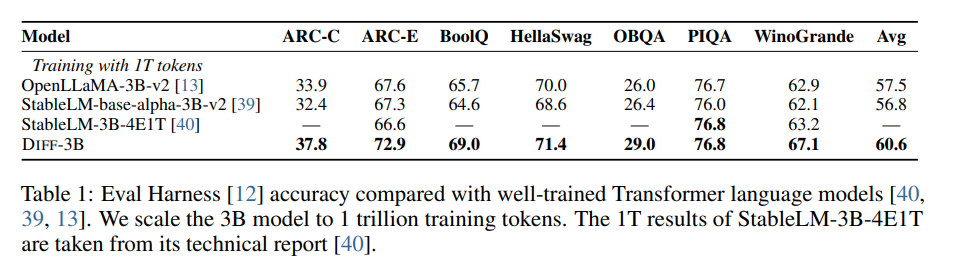 Model ARC-C ARC-E BoolQ HellaSwag OBQA PIQA WinoGrande Avg
Training with 1T tokens
OpenLLaMA-3B-v2 [13] 33.9 67.6 65.7 70.0 26.0 76.7 62.9 57.5
StableLM-base-alpha-3B-v2 [39] 32.4 67.3 64.6 68.6 26.4 76.0 62.1 56.8
StableLM-3B-4E1T [40] — 66.6 — — — 76.8 63.2 —
DIFF-3B 37.8 72.9 69.0 71.4 29.0 76.8 67.1 60.6
Table 1: Eval Harness [12] accuracy compared with well-trained Transformer language models [40,
39, 13]. We scale the 3B model to 1 trillion training tokens. The 1T results of StableLM-3B-4E1T
are taken from its technical report [40].